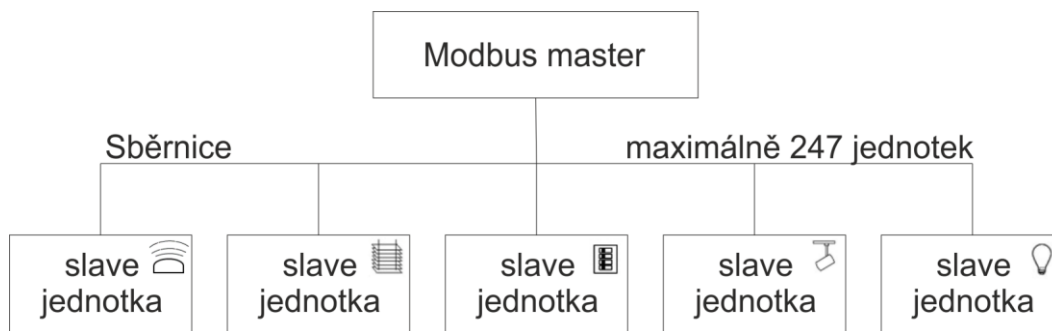 Modbus master
Sběrnice
maximálně 247 jednotek
slave
jednotka
slave
jednotka
slave
jednotka
slave
jednotka
slave
jednotka